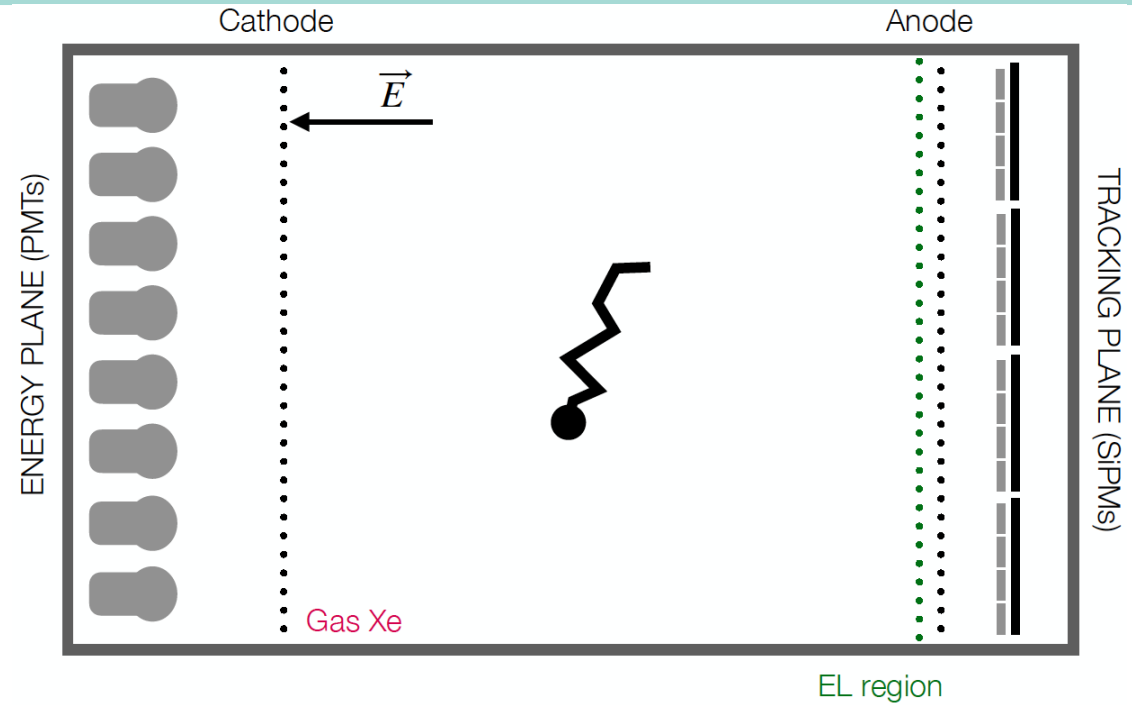 Cathode
Anode
E
ENERGY PLANE (PMTs)
TRACKING PLANE (SiPMs)
Gas Xe
EL region